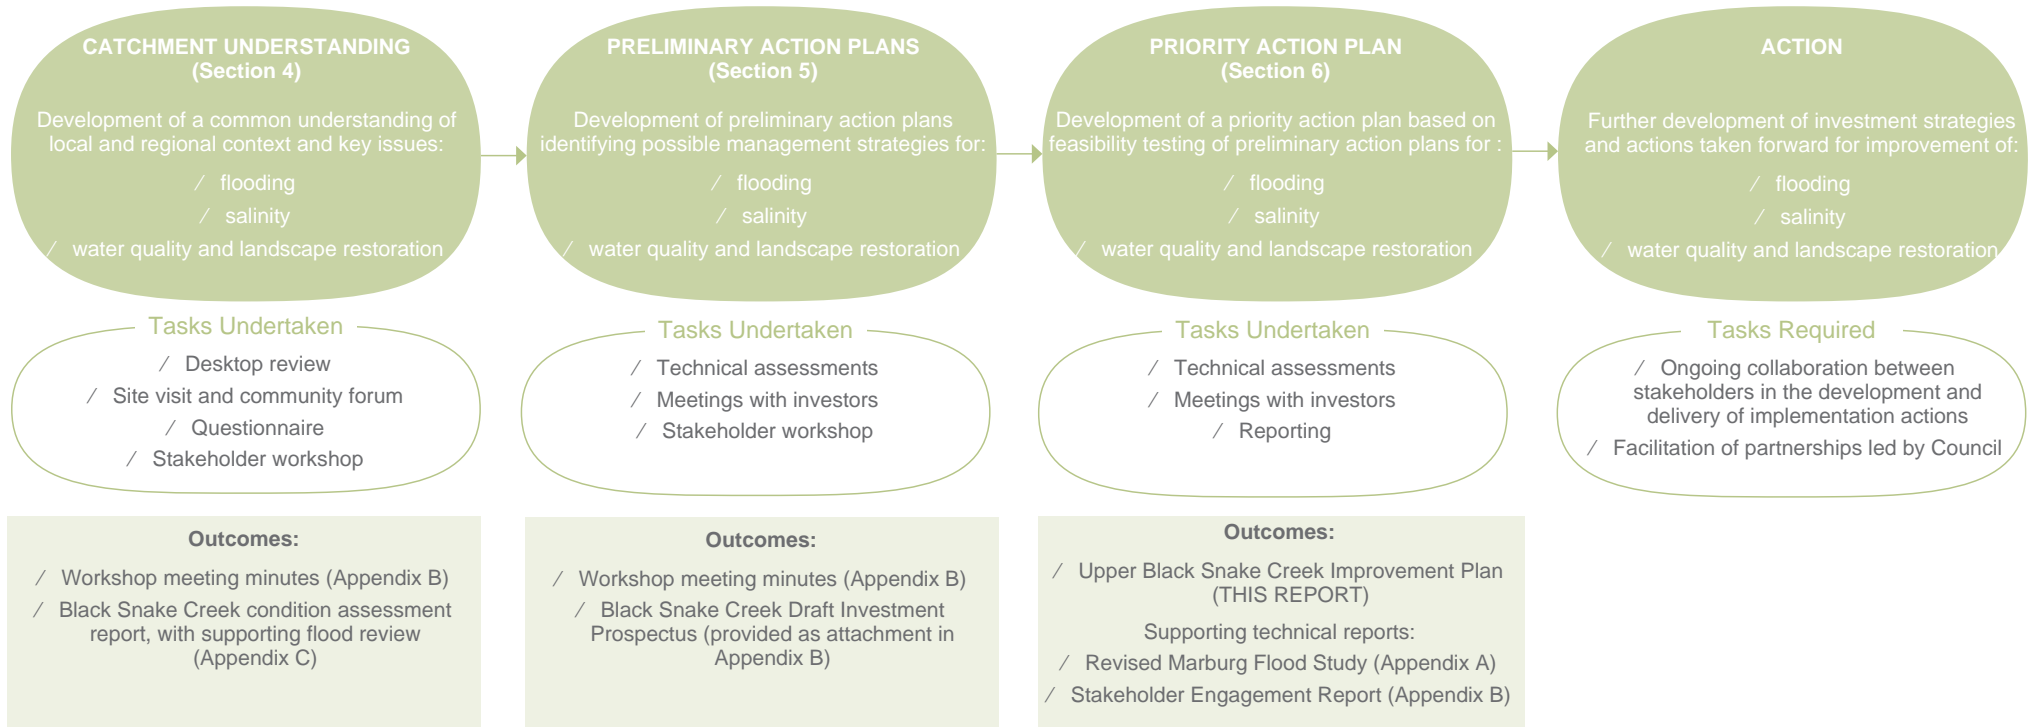 CATCHMENT UNDERSTANDING
(Section 4)
Development of a common understanding of
local and regional context and key issues:
/ flooding
/ salinity
/ water quality and landscape restoration
PRELIMINARY ACTION PLANS
(Section 5)
Development of preliminary action plans
identifying possible management strategies for:
/ flooding
/ salinity
/ water quality and landscape restoration
PRIORITY ACTION PLAN
(Section 6)
Development of a priority action plan based on
feasibility testing of preliminary action plans for :
/ flooding
/ salinity
/ water quality and landscape restoration
ACTION
Further development of investment strategies
and actions taken forward for improvement of:
/ flooding
/ salinity
/ water quality and landscape restoration
Tasks Undertaken
/ Desktop review
/ Site visit and community forum
/ Questionnaire
/ Stakeholder workshop
Tasks Undertaken
/ Technical assessments
/ Meetings with investors
/ Stakeholder workshop
Tasks Undertaken
/ Technical assessments
/ Meetings with investors
/ Reporting
Tasks Required
/ Ongoing collaboration between
stakeholders in the development and
delivery of implementation actions
/ Facilitation of partnerships led by Council
Outcomes:
/ Workshop meeting minutes (Appendix B)
/ Black Snake Creek condition assessment
report, with supporting flood review
(Appendix C)
Outcomes:
/ Workshop meeting minutes (Appendix B)
/ Black Snake Creek Draft Investment
Prospectus (provided as attachment in
Appendix B)
Outcomes:
/ Upper Black Snake Creek Improvement Plan
(THIS REPORT)
Supporting technical reports:
/ Revised Marburg Flood Study (Appendix A)
/ Stakeholder Engagement Report (Appendix B)